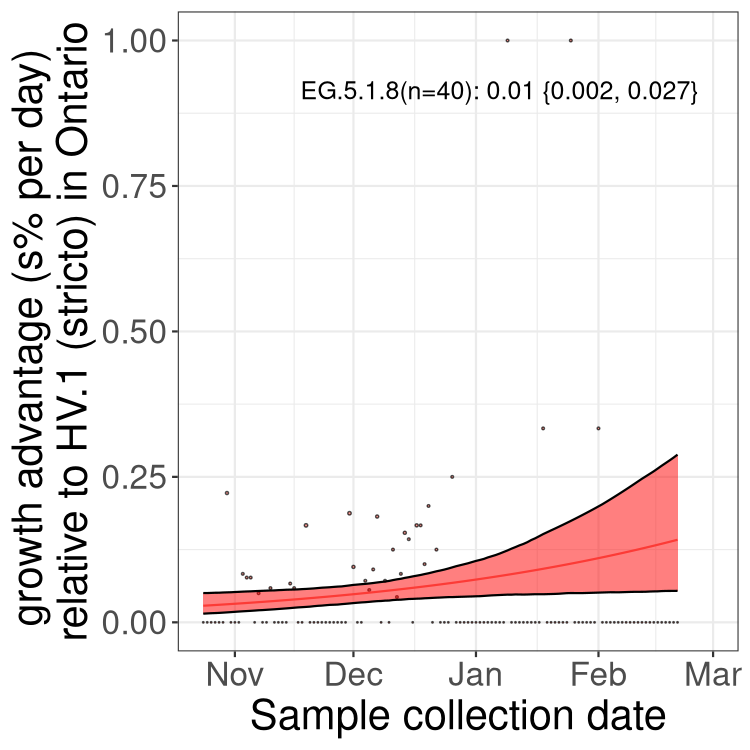 growth advantage (s% per day)
relative to HV.1 (stricto) in Ontario
1.00
0.75
0.50
0.25
0.00
EG.5.1.8(n=40): 0.01 {0.002, 0.027}
Nov Dec Jan Feb Mar
Sample collection date